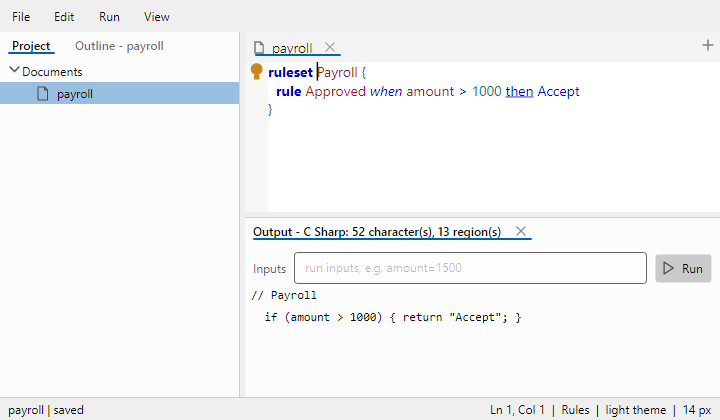 File Edit Run View
Project Outline - payroll
payroll
Documents
payroll
ruleset Payroll {
rule Approved when amount > 1000 then Accept
}
Output - C Sharp: 52 character(s), 13 region(s)
Inputs run inputs, e.g. amount=1500 Run
// Payroll
if (amount > 1000) { return "Accept"; }
payroll | saved Ln 1, Col 1 | Rules | light theme | 14 px